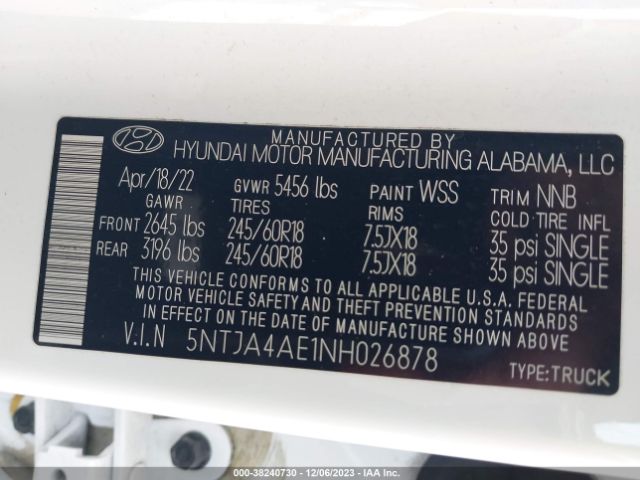 MANUFACTURED BY
HYUNDAI MOTOR MANUFACTURING ALABAMA, LLC
Apr/18/22 GVWR 5456 lbs PAINT WSS TRIM NNB
GAWR TIRES RIMS COLD TIRE INFL
FRONT 2645 lbs 245/60R18 7.5JX18 35 psi SINGLE
REAR 3196 lbs 245/60R18 7.5JX18 35 psi SINGLE
THIS VEHICLE CONFORMS TO ALL APPLICABLE U.S.A. FEDERAL
MOTOR VEHICLE SAFETY AND THEFT PREVENTION STANDARDS
IN EFFECT ON THE DATE OF MANUFACTURE SHOWN ABOVE
V.I.N 5NTJA4AE1NH026878
TYPE:TRUCK
000-38240730 - 12/06/2023 - IAA Inc.